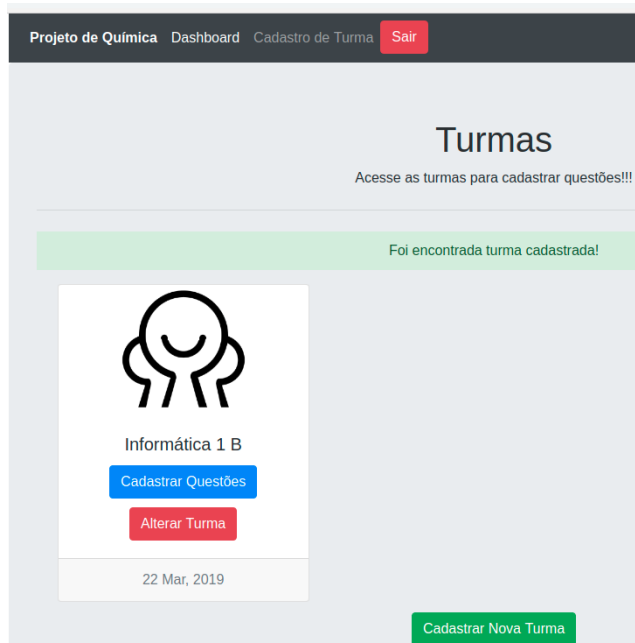 Projeto de Química Dashboard Cadastro de Turma Sair
Turmas
Acesse as turmas para cadastrar questões!!!
Foi encontrada turma cadastrada!
Informática 1 B
Cadastrar Questões
Alterar Turma
22 Mar, 2019
Cadastrar Nova Turma